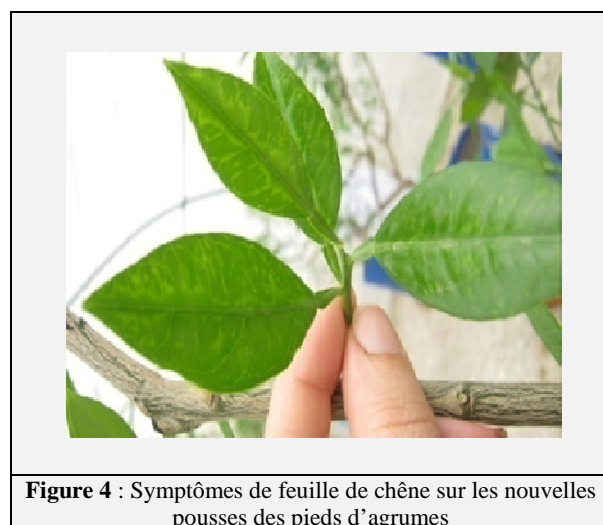 Figure 4 : Symptômes de feuille de chêne sur les nouvelles
pousses des pieds d’agrumes